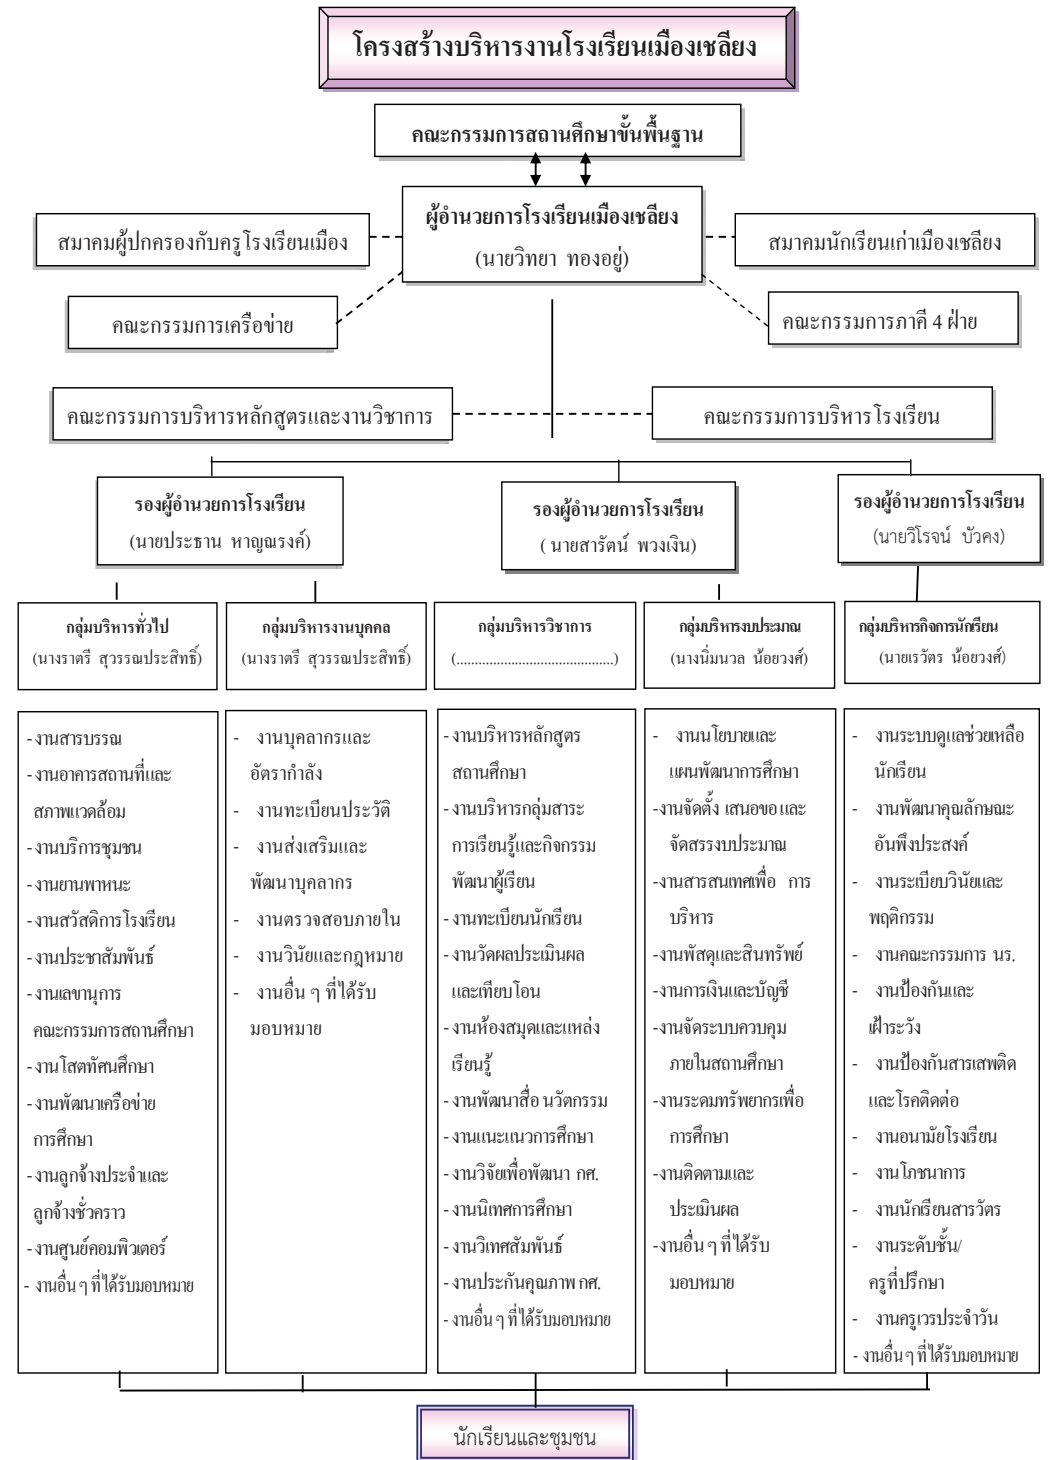 โครงสร้างบริหารงานโรงเรียนเมืองเชลียง
คณะกรรมการสถานศึกษาขั้นพื้นฐาน
ผู้อำนวยการโรงเรียนเมืองเชลียง
(นายวิทยา ทองอยู่)
สมาคมผู้ปกครองกับครูโรงเรียนเมือง
สมาคมนักเรียนเก่าเมืองเชลียง
คณะกรรมการเครือข่าย
คณะกรรมการภาคี 4 ฝ่าย
คณะกรรมการบริหารหลักสูตรและงานวิชาการ
คณะกรรมการบริหารโรงเรียน
รองผู้อำนวยการโรงเรียน
(นายประธาน หาญณรงค์)
รองผู้อำนวยการโรงเรียน
( นายสารัตน์ พวงเงิน)
รองผู้อำนวยการโรงเรียน
(นายวิโรจน์ บัวคง)
กลุ่มบริหารทั่วไป
(นางราตรี สุวรรณประสิทธิ์)
กลุ่มบริหารงานบุคคล
(นางราตรี สุวรรณประสิทธิ์)
กลุ่มบริหารวิชาการ
(..........................................)
กลุ่มบริหารงบประมาณ
(นางนิ่มนวล น้อยวงศ์)
กลุ่มบริหารกิจการนักเรียน
(นายเรวัตร น้อยวงศ์)
-งานสารบรรณ
-งานอาคารสถานที่และ
สภาพแวดล้อม
-งานบริการชุมชน
-งานยานพาหนะ
-งานสวัสดิการโรงเรียน
-งานประชาสัมพันธ์
-งานเลขานุการ
คณะกรรมการสถานศึกษา
-งานโสตทัศนศึกษา
-งานพัฒนาเครือข่าย
การศึกษา
-งานลูกจ้างประจำและ
ลูกจ้างชั่วคราว
-งานศูนย์คอมพิวเตอร์
- งานอื่น ๆ ที่ได้รับมอบหมาย
- งานบุคลากรและ
อัตรากำลัง
- งานทะเบียนประวัติ
- งานส่งเสริมและ
พัฒนาบุคลากร
- งานตรวจสอบภายใน
- งานวินัยและกฎหมาย
- งานอื่น ๆ ที่ได้รับ
มอบหมาย
-งานบริหารหลักสูตร
สถานศึกษา
-งานบริหารกลุ่มสาระ
การเรียนรู้และกิจกรรม
พัฒนาผู้เรียน
-งานทะเบียนนักเรียน
-งานวัดผลประเมินผล
และเทียบโอน
-งานห้องสมุดและแหล่ง
เรียนรู้
-งานพัฒนาสื่อ นวัตกรรม
-งานแนะแนวการศึกษา
-งานวิจัยเพื่อพัฒนา กศ.
-งานนิเทศการศึกษา
-งานวิเทศสัมพันธ์
-งานประกันคุณภาพ กศ.
- งานอื่น ๆ ที่ได้รับมอบหมาย
- งานนโยบายและ
แผนพัฒนาการศึกษา
-งานจัดตั้ง เสนอขอ และ
จัดสรรงบประมาณ
-งานสารสนเทศเพื่อ การ
บริหาร
-งานพัสดุและสินทรัพย์
-งานการเงินและบัญชี
-งานจัดระบบควบคุม
ภายในสถานศึกษา
-งานระดมทรัพยากรเพื่อ
การศึกษา
-งานติดตามและ
ประเมินผล
-งานอื่น ๆ ที่ได้รับ
มอบหมาย
- งานระบบดูแลช่วยเหลือ
นักเรียน
- งานพัฒนาคุณลักษณะ
อันพึงประสงค์
- งานระเบียบวินัยและ
พฤติกรรม
- งานคณะกรรมการ นร.
- งานป้องกันและ
เฝ้าระวัง
- งานป้องกันสารเสพติด
และโรคติดต่อ
- งานอนามัยโรงเรียน
- งานโภชนาการ
- งานนักเรียนสารวัตร
- งานระดับชั้น/
ครูที่ปรึกษา
- งานครูเวรประจำวัน
- งานอื่น ๆ ที่ได้รับมอบหมาย
นักเรียนและชุมชน